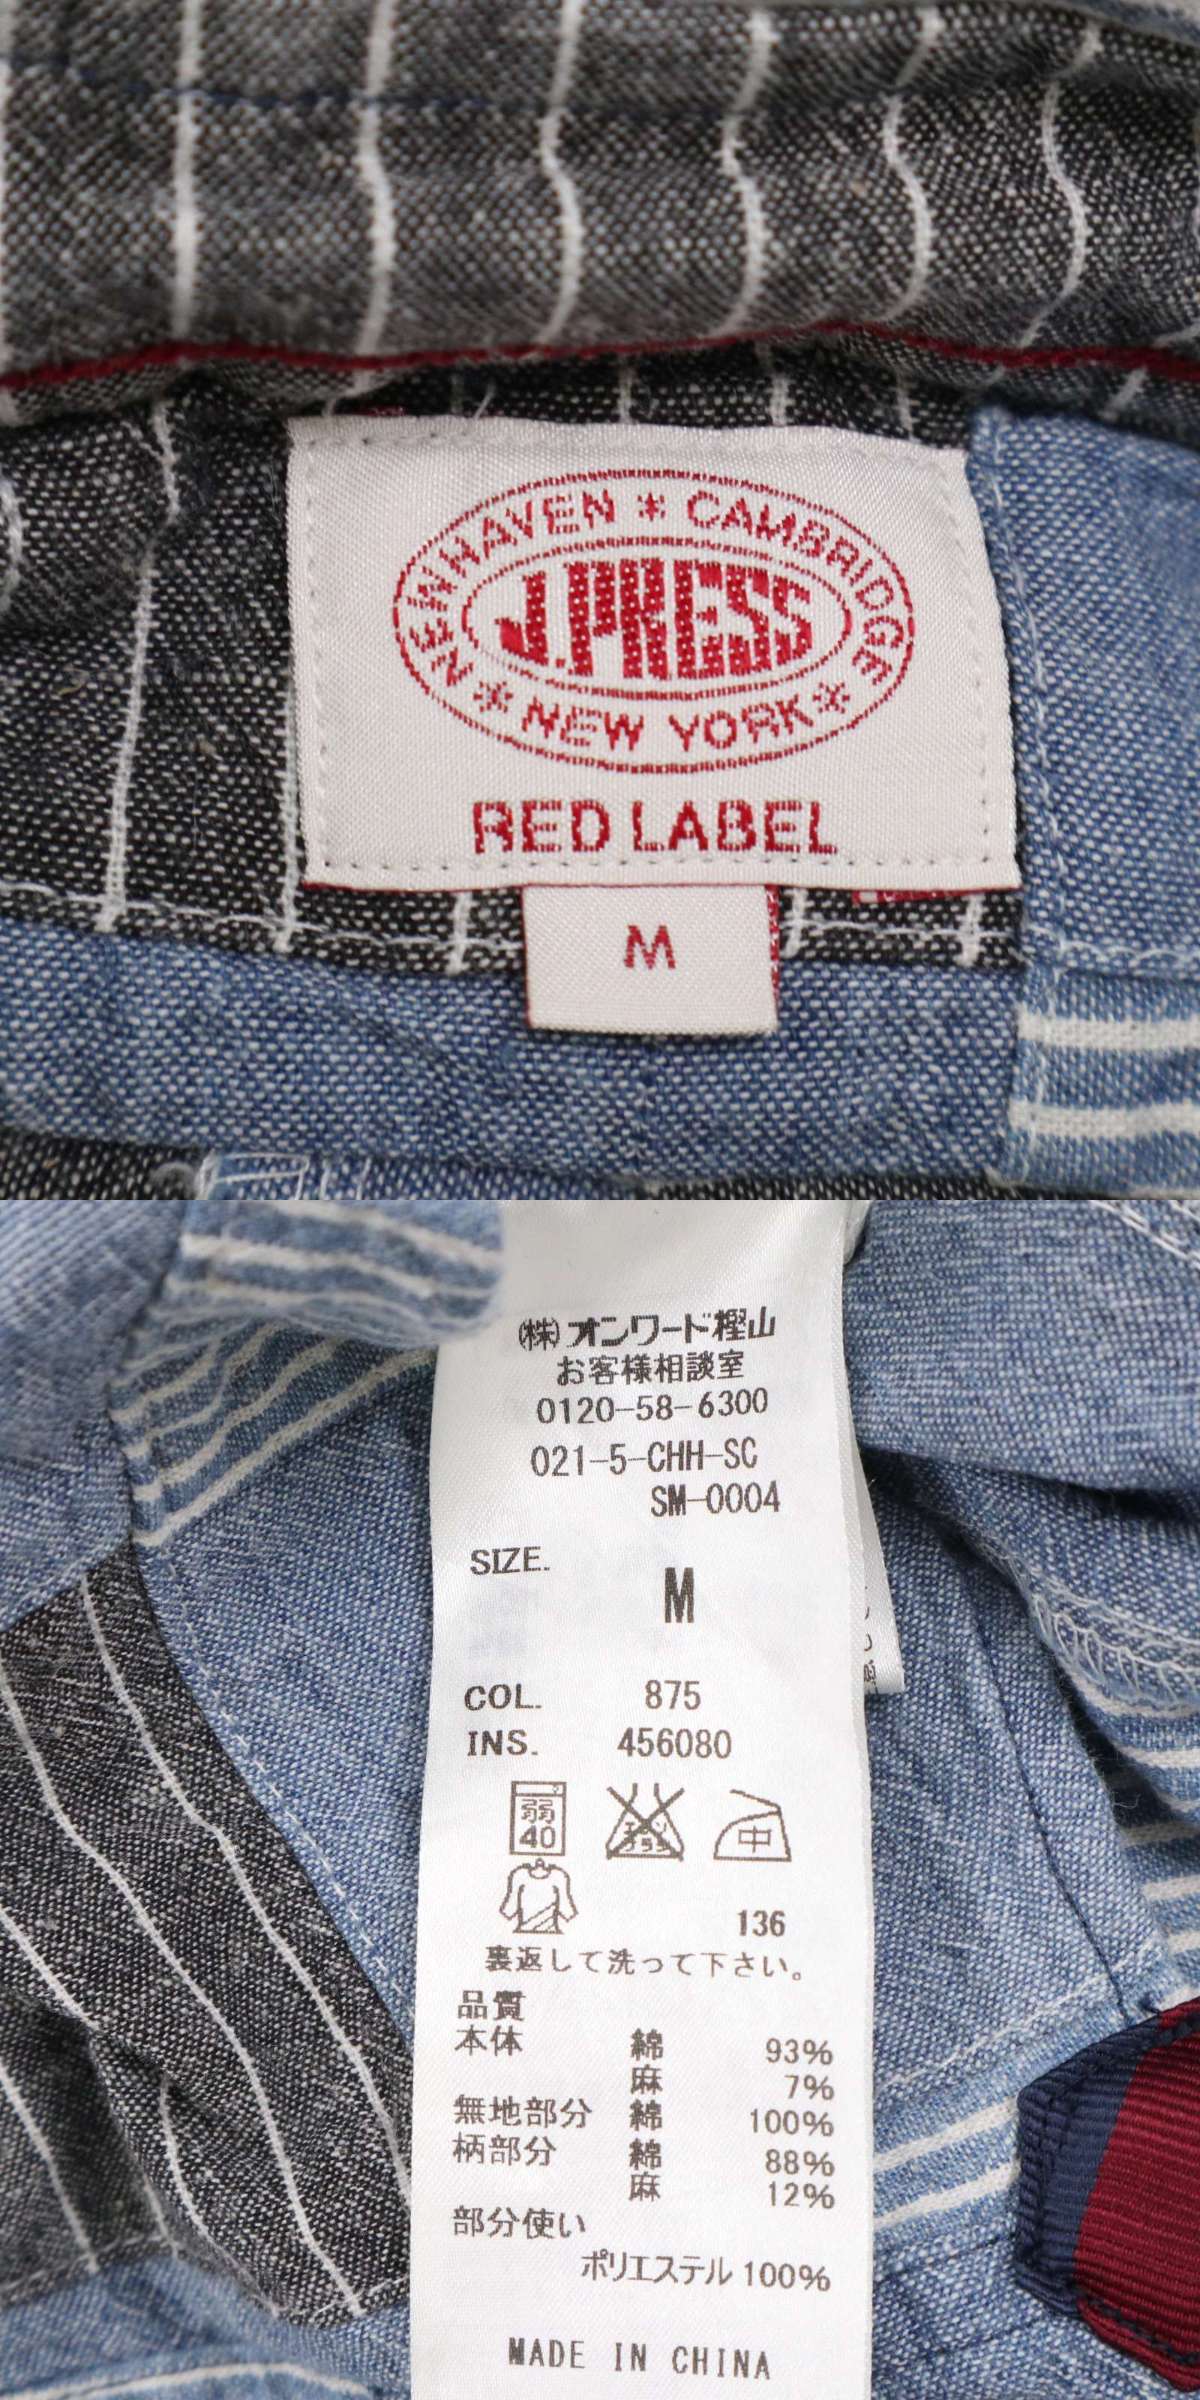 NEW HAVEN * CAMBRIDGE
J.PRESS
* NEW YORK *
RED LABEL
M
(株)オンワード樫山
お客様相談室
0120-58-6300
021-5-CHH-SC
SM-0004
SIZE. M
COL. 875
INS. 456080
弱 40
中
136
裏返して洗って下さい。
品質
本体 綿 93%
麻 7%
無地部分 綿 100%
柄部分 綿 88%
麻 12%
部分使い
ポリエステル 100%
MADE IN CHINA